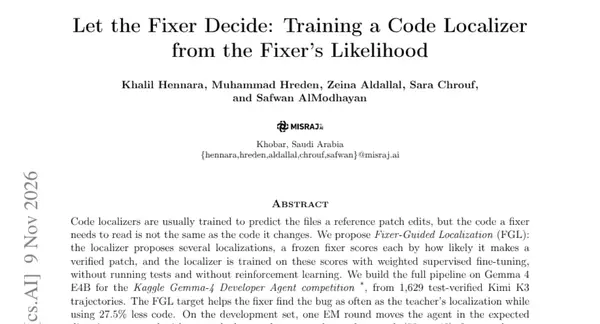 Let the Fixer Decide: Training a Code Localizer
from the Fixer's Likelihood
Khalil Hennara, Muhammad Hreden, Zeina Aldallal, Sara Chrouf,
and Safwan AlModhayan
MISRAJ
Khobar, Saudi Arabia
{hennara,hreden,aldallal,chrouf,safwan}@misraj.ai
cs.AI] 9 Nov 2026
Abstract
Code localizers are usually trained to predict the files a reference patch edits, but the code a fixer
needs to read is not the same as the code it changes. We propose Fixer-Guided Localization (FGL):
the localizer proposes several localizations, a frozen fixer scores each by how likely it makes a
verified patch, and the localizer is trained on these scores with weighted supervised fine-tuning,
without running tests and without reinforcement learning. We build the full pipeline on Gemma 4
E4B for the Kaggle Gemma-4 Developer Agent competition *, from 1,629 test-verified Kimi K3
trajectories. The FGL target helps the fixer find the bug as often as the teacher's localization while
using 27.5% less code. On the development set, one EM round moves the agent in the expected